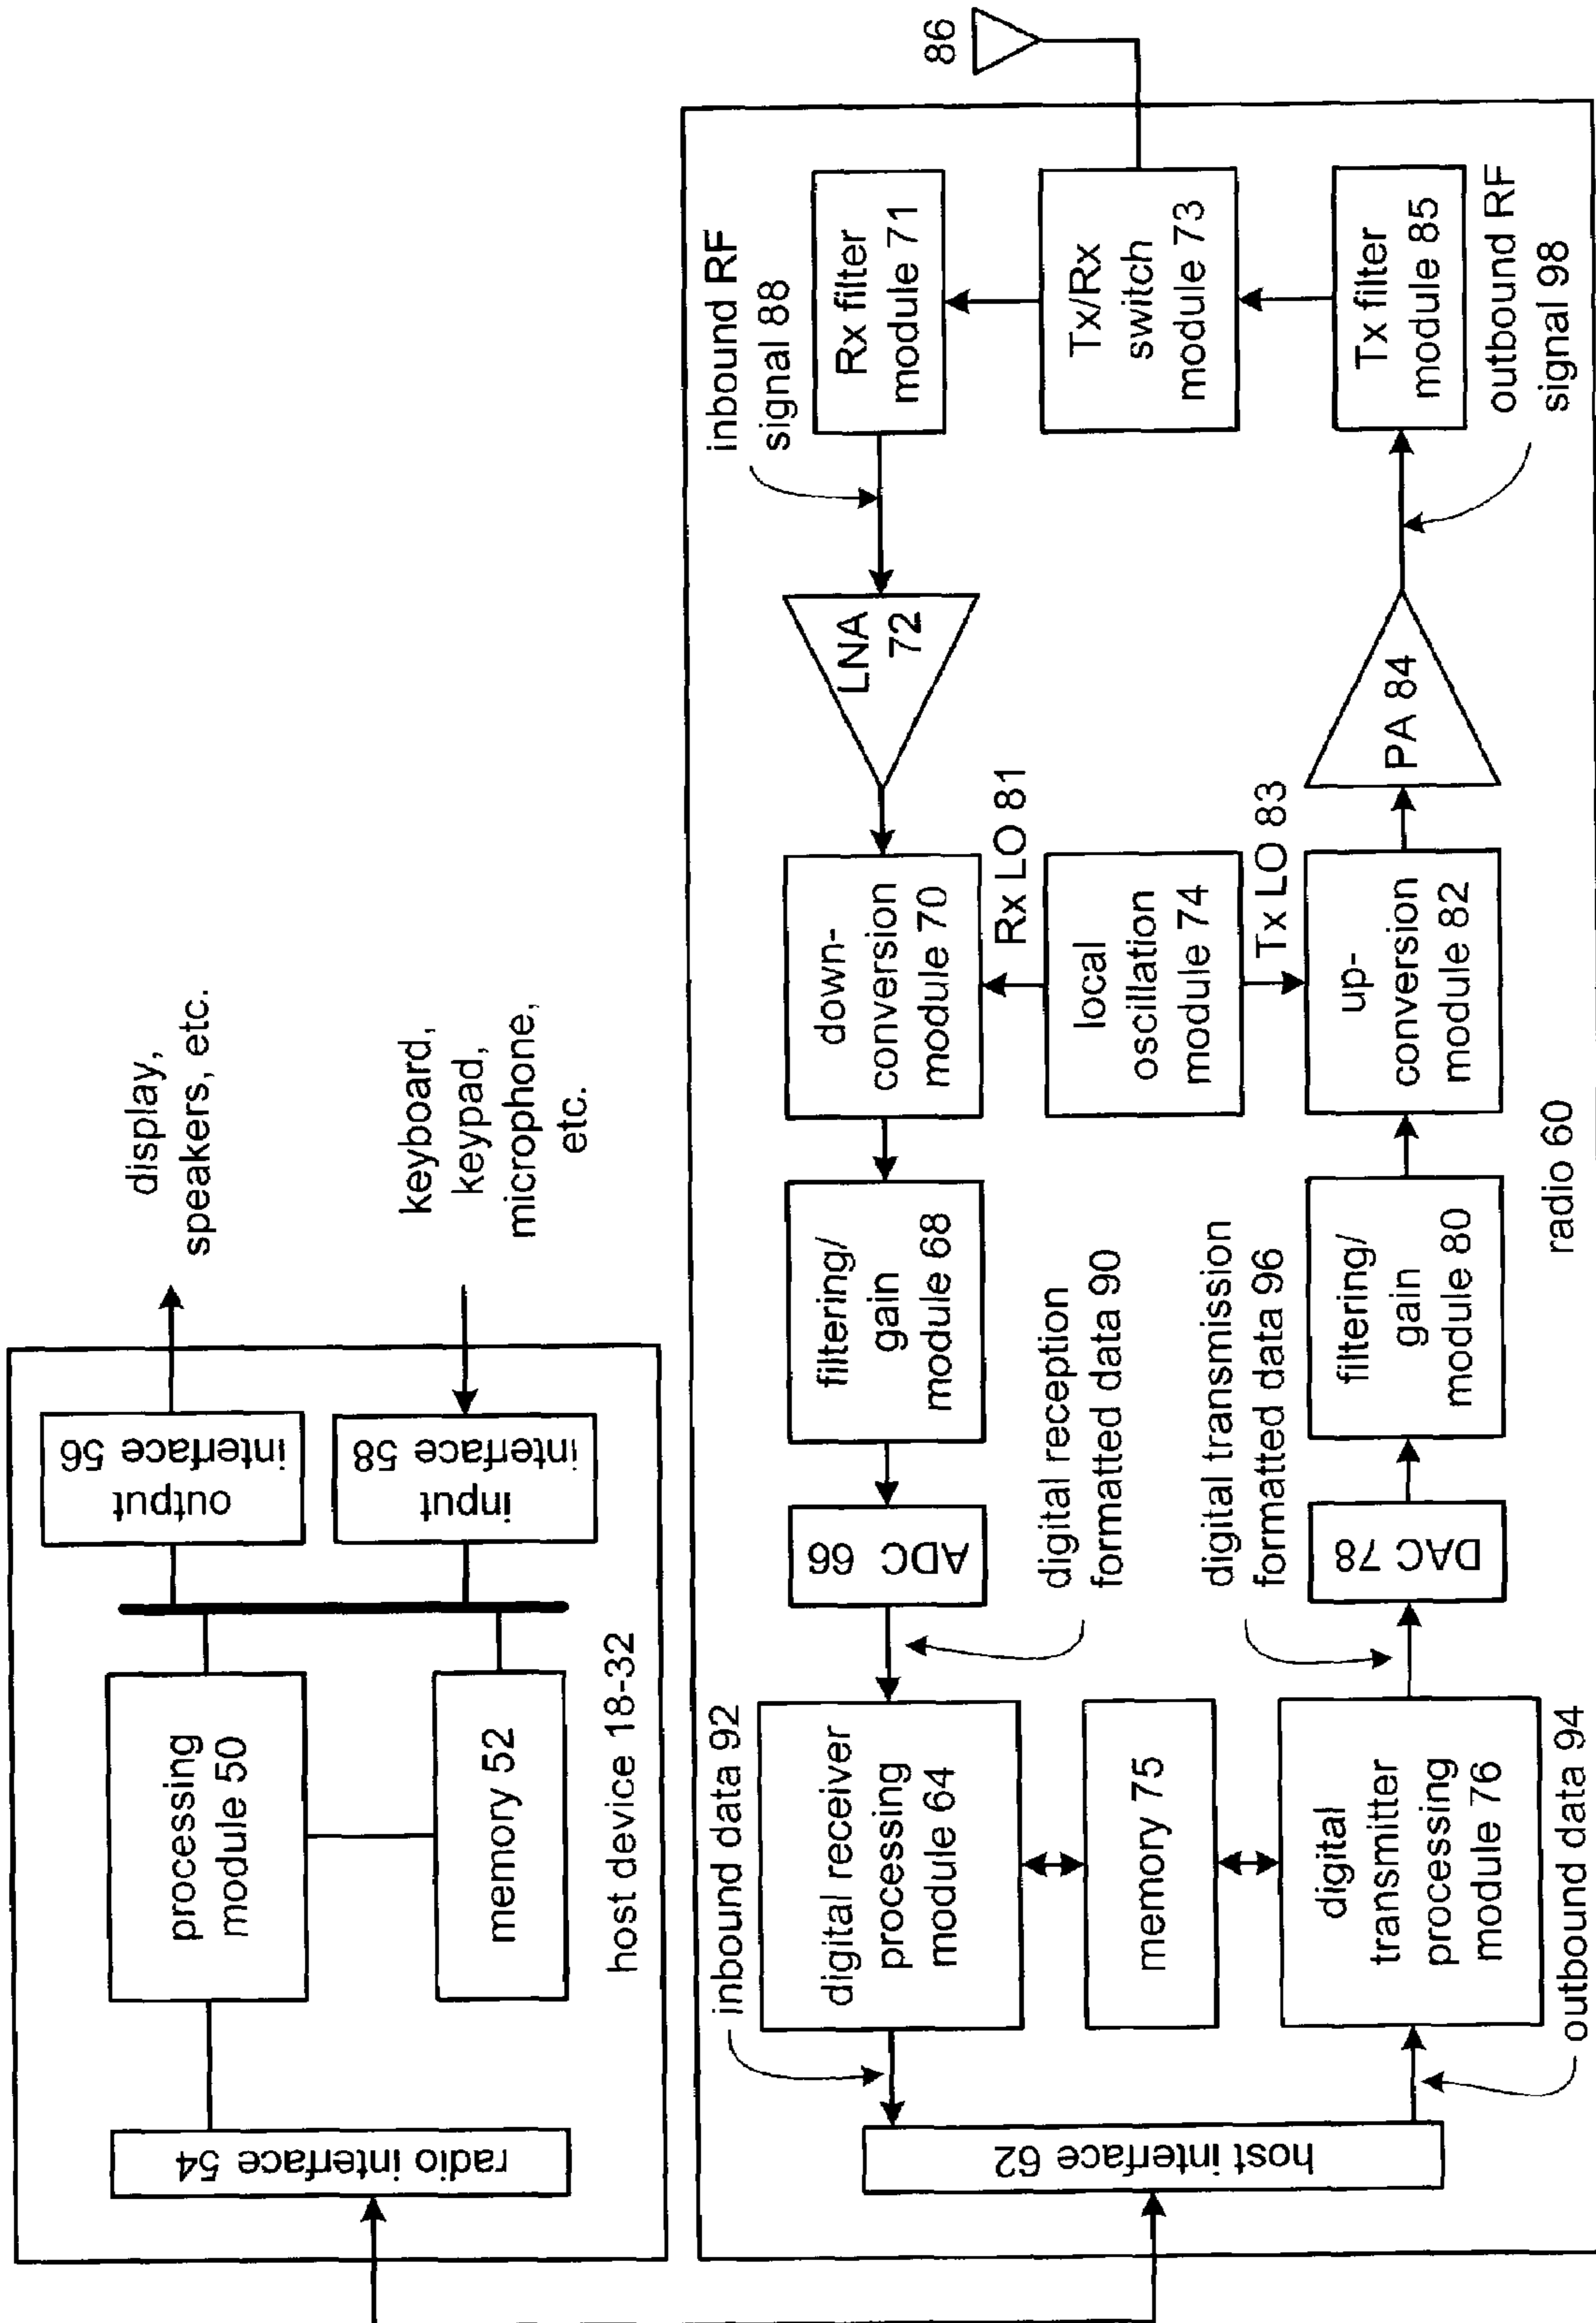 radio interface 54
processing
module 50
memory 52
output
interface 56
input
interface 58
display,
speakers, etc.
keyboard,
keypad,
microphone,
etc.
host device 18-32
host interface 62
inbound data 92
digital receiver
processing
module 64
memory 75
digital
transmitter
processing
module 76
outbound data 94
ADC 66
digital reception
formatted data 90
digital transmission
formatted data 96
DAC 78
filtering/
gain
module 68
filtering/
gain
module 80
down-
conversion
module 70
Rx LO 81
local
oscillation
module 74
Tx LO 83
up-
conversion
module 82
LNA
72
PA 84
inbound RF
signal 88
Rx filter
module 71
Tx/Rx
switch
module 73
Tx filter
module 85
outbound RF
signal 98
86
radio 60